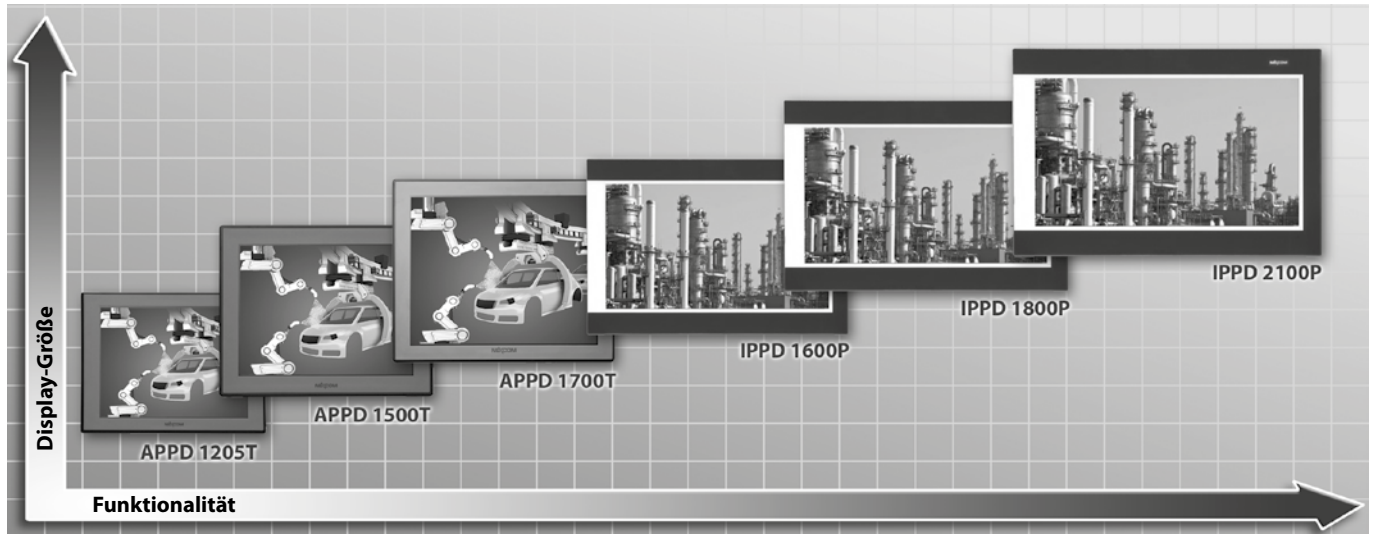 Display-Größe
Funktionalität
APPD 1205T
APPD 1500T
APPD 1700T
IPPD 1600P
IPPD 1800P
IPPD 2100P